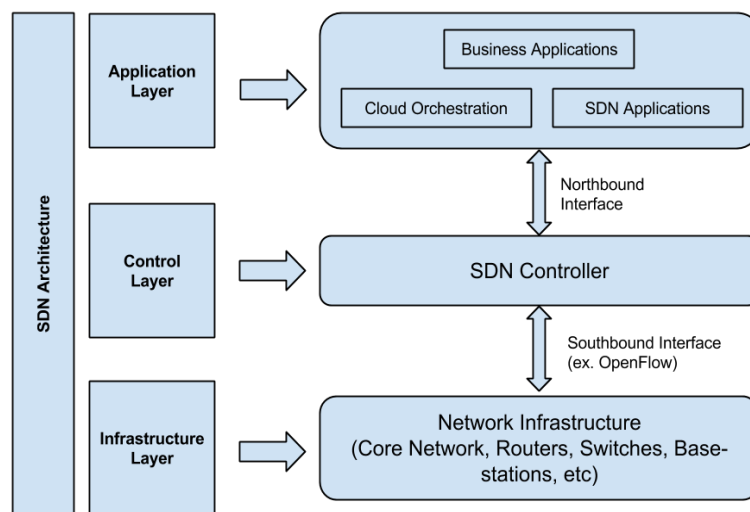 SDN Architecture
Application
Layer
Business Applications
Cloud Orchestration
SDN Applications
Northbound
Interface
Control
Layer
SDN Controller
Southbound Interface
(ex. OpenFlow)
Infrastructure
Layer
Network Infrastructure
(Core Network, Routers, Switches, Base-
stations, etc)